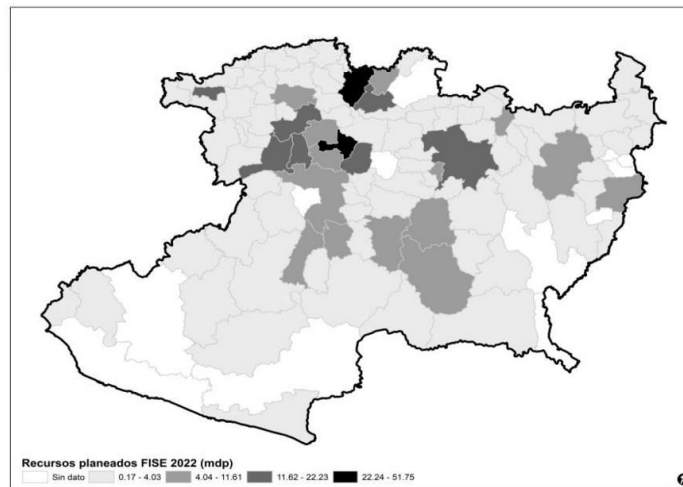 Recursos planeados FISE 2022 (mdp)
Sin dato 0.17 - 4.03 4.04 - 11.61 11.62 - 22.23 22.24 - 51.75